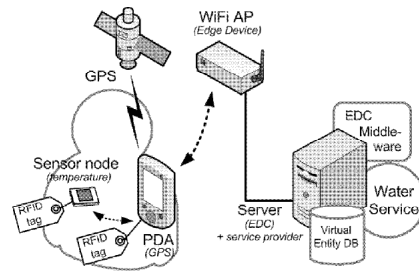 WiFi AP
(Edge Device)
GPS
EDC
Middle-
ware
Sensor node
(temperature)
Water
Service
RFID
tag
RFID
tag
PDA
(GPS)
Server
(EDC)
+ service provider
Virtual
Entity DB